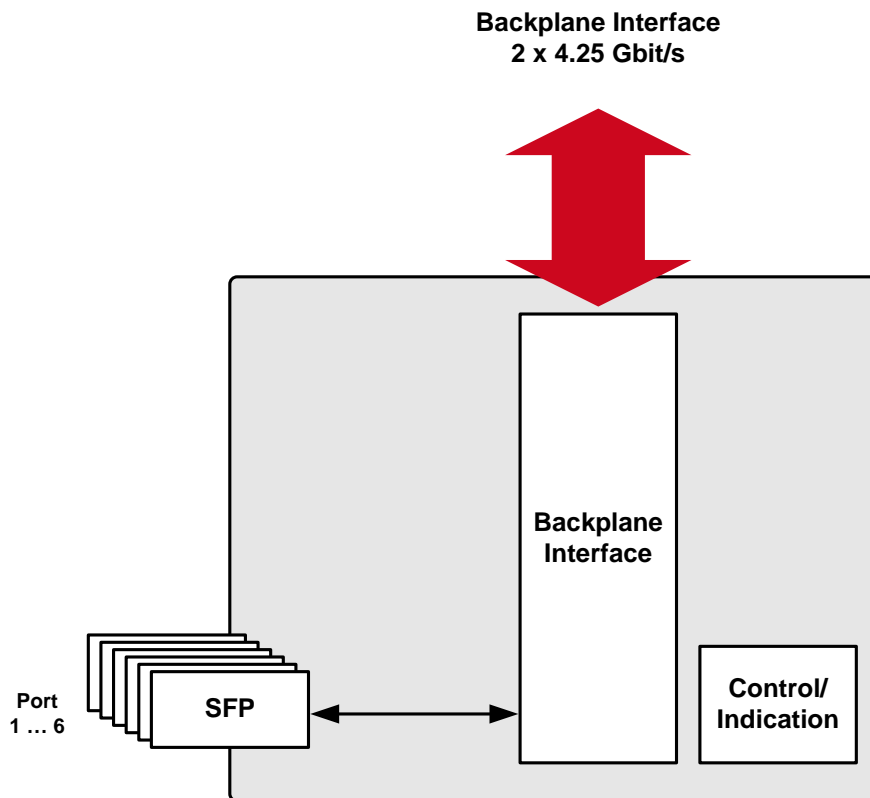 Backplane Interface
2 x 4.25 Gbit/s
Backplane
Interface
Port
1 … 6
SFP
Control/
Indication